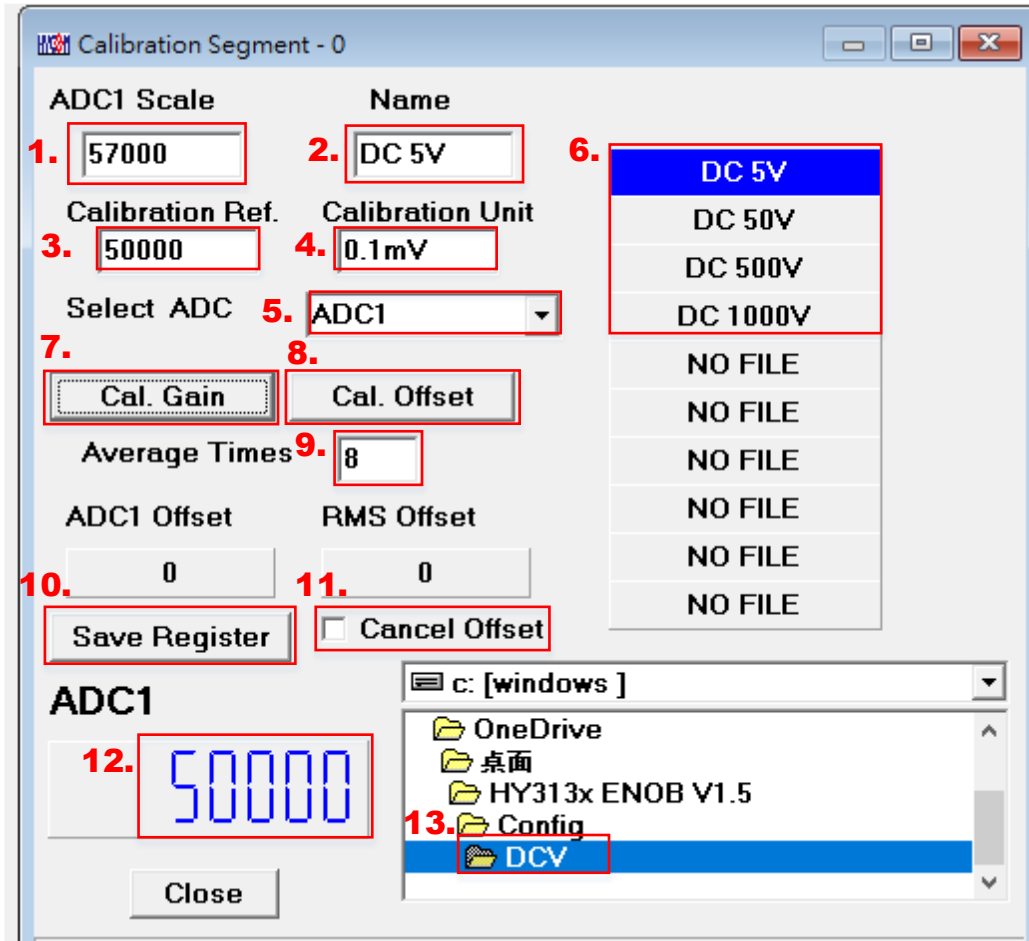 HYCON Calibration Segment - 0
ADC1 Scale Name
1. 57000 2. DC 5V 6. DC 5V
Calibration Ref. Calibration Unit DC 50V
3. 50000 4. 0.1mV DC 500V
Select ADC 5. ADC1 DC 1000V
7. 8. NO FILE
Cal. Gain Cal. Offset NO FILE
Average Times 9. 8 NO FILE
ADC1 Offset RMS Offset NO FILE
0 0 NO FILE
10. 11. NO FILE
Save Register Cancel Offset
ADC1 c: [windows ]
OneDrive
12. 50000 桌面
HY313x ENOB V1.5
13. Config
DCV
Close